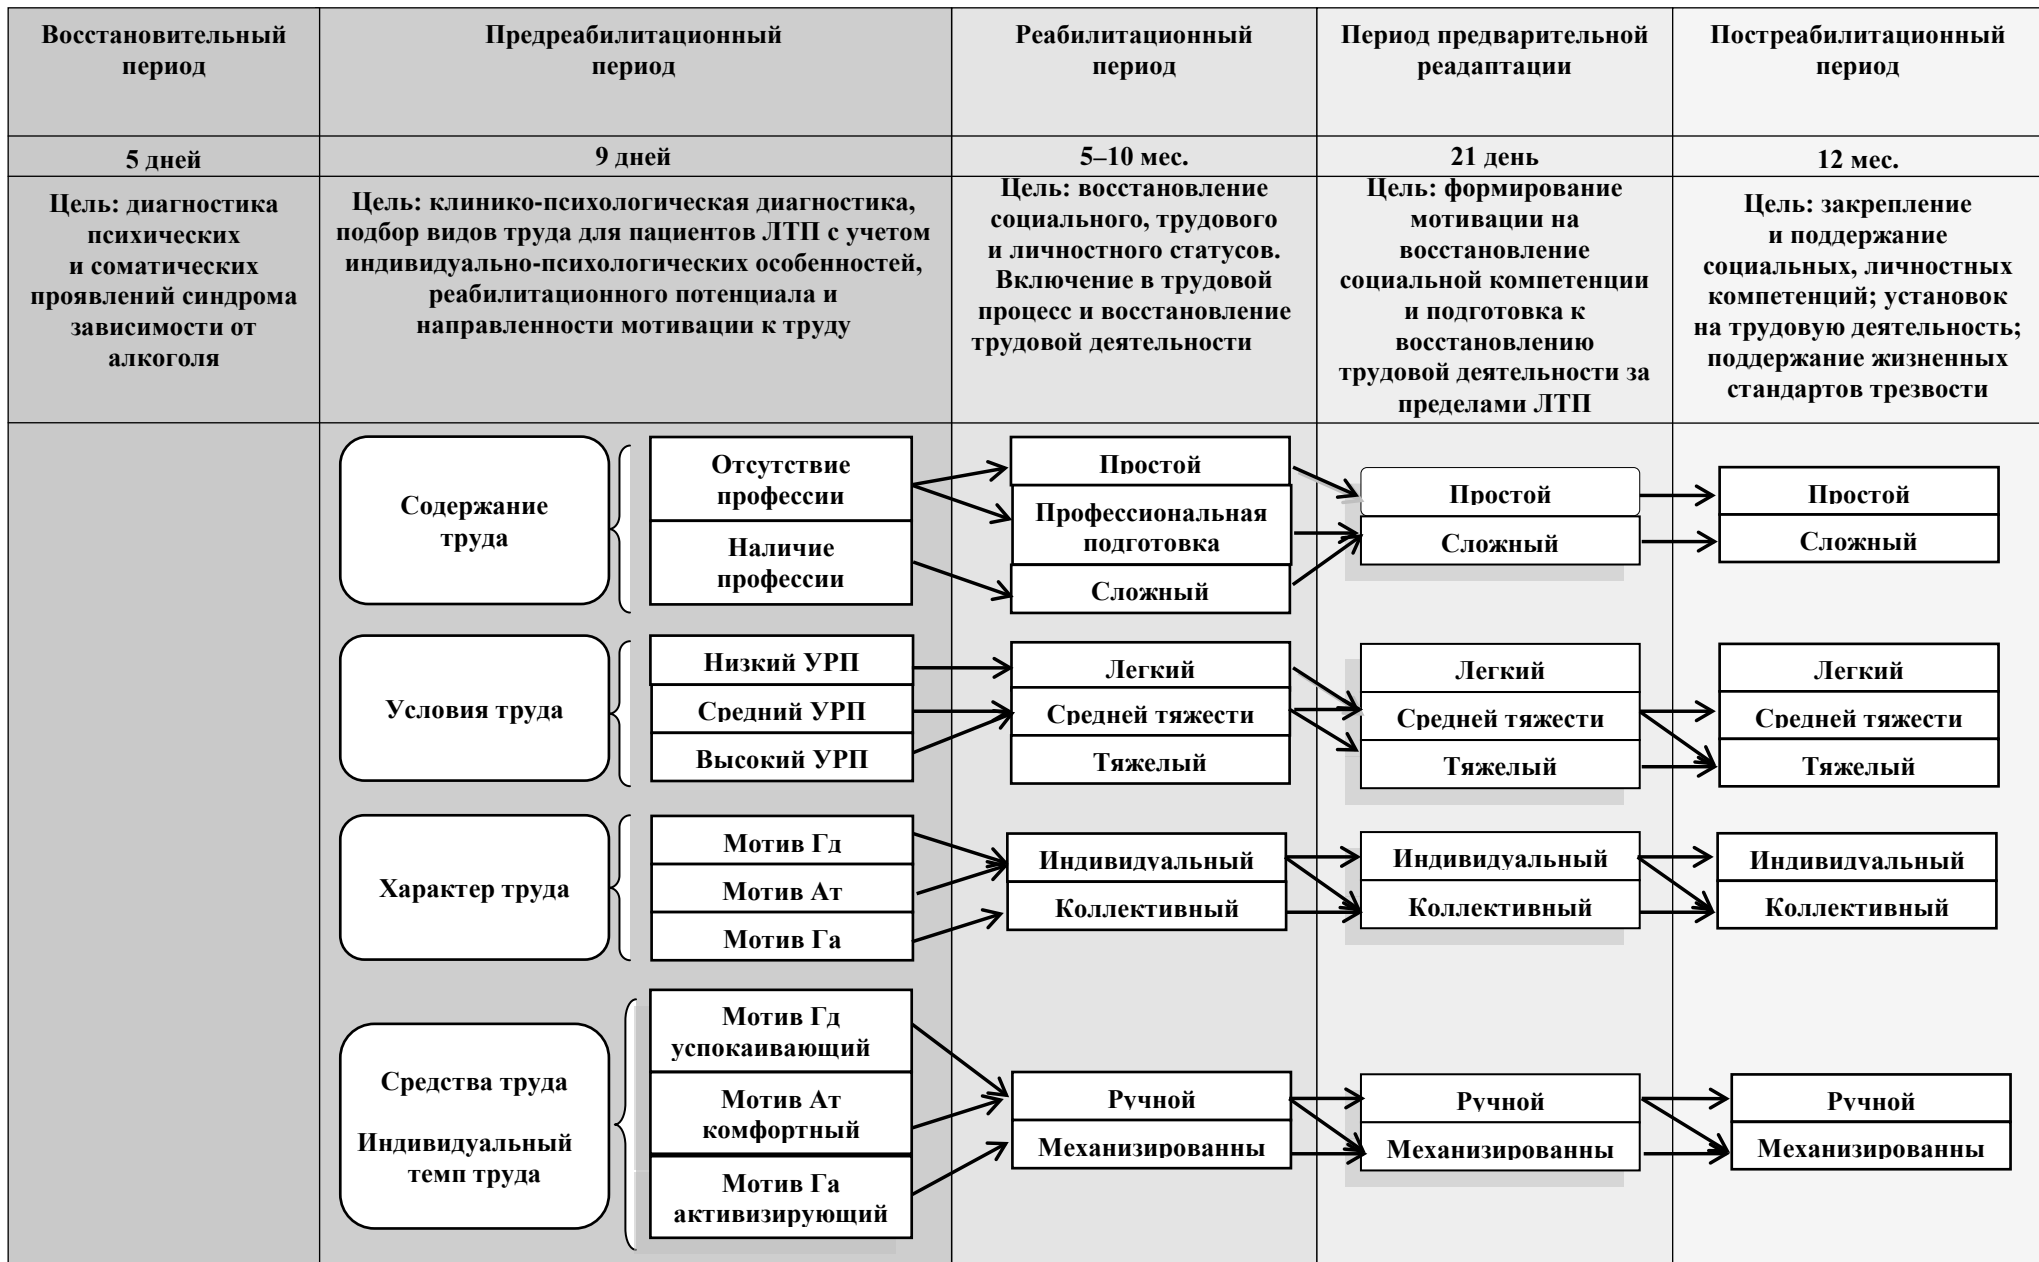 Восстановительный
период
Предреабилитационный
период
Реабилитационный
период
Период предварительной
реадаптации
Постреабилитационный
период
5 дней
9 дней
5–10 мес.
21 день
12 мес.
Цель: диагностика
психических
и соматических
проявлений синдрома
зависимости от
алкоголя
Цель: клинико-психологическая диагностика,
подбор видов труда для пациентов ЛТП с учетом
индивидуально-психологических особенностей,
реабилитационного потенциала и
направленности мотивации к труду
Цель: восстановление
социального, трудового
и личностного статусов.
Включение в трудовой
процесс и восстановление
трудовой деятельности
Цель: формирование
мотивации на
восстановление
социальной компетенции
и подготовка к
восстановлению
трудовой деятельности за
пределами ЛТП
Цель: закрепление
и поддержание
социальных, личностных
компетенций; установок
на трудовую деятельность;
поддержание жизненных
стандартов трезвости
Содержание
труда
Отсутствие
профессии
Наличие
профессии
Простой
Профессиональная
подготовка
Сложный
Простой
Сложный
Простой
Сложный
Условия труда
Низкий УРП
Средний УРП
Высокий УРП
Легкий
Средней тяжести
Тяжелый
Легкий
Средней тяжести
Тяжелый
Легкий
Средней тяжести
Тяжелый
Характер труда
Мотив Гд
Мотив Ат
Мотив Га
Индивидуальный
Коллективный
Индивидуальный
Коллективный
Индивидуальный
Коллективный
Средства труда
Индивидуальный
темп труда
Мотив Гд
успокаивающий
Мотив Ат
комфортный
Мотив Га
активизирующий
Ручной
Механизированны
Ручной
Механизированны
Ручной
Механизированны